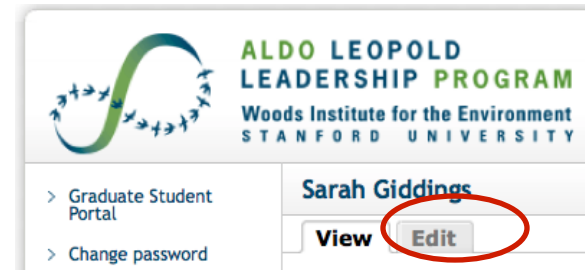 ALDO LEOPOLD
LEADERSHIP PROGRAM
Woods Institute for the Environment
STANFORD UNIVERSITY
> Graduate Student
Portal
> Change password
Sarah Giddings
View Edit